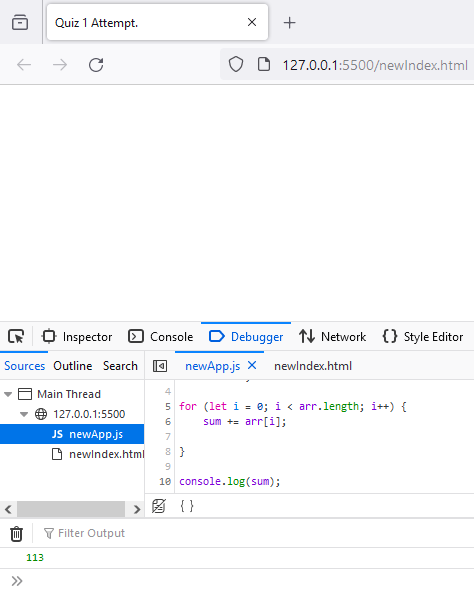 Quiz 1 Attempt.
127.0.0.1:5500/newIndex.html
Inspector Console Debugger Network Style Editor
Sources Outline Search
newApp.js newIndex.html
Main Thread
127.0.0.1:5500
JS newApp.js
newIndex.html
4
5 for (let i = 0; i < arr.length; i++) {
6 sum += arr[i];
7
8 }
9
10 console.log(sum);
{ }
Filter Output
113